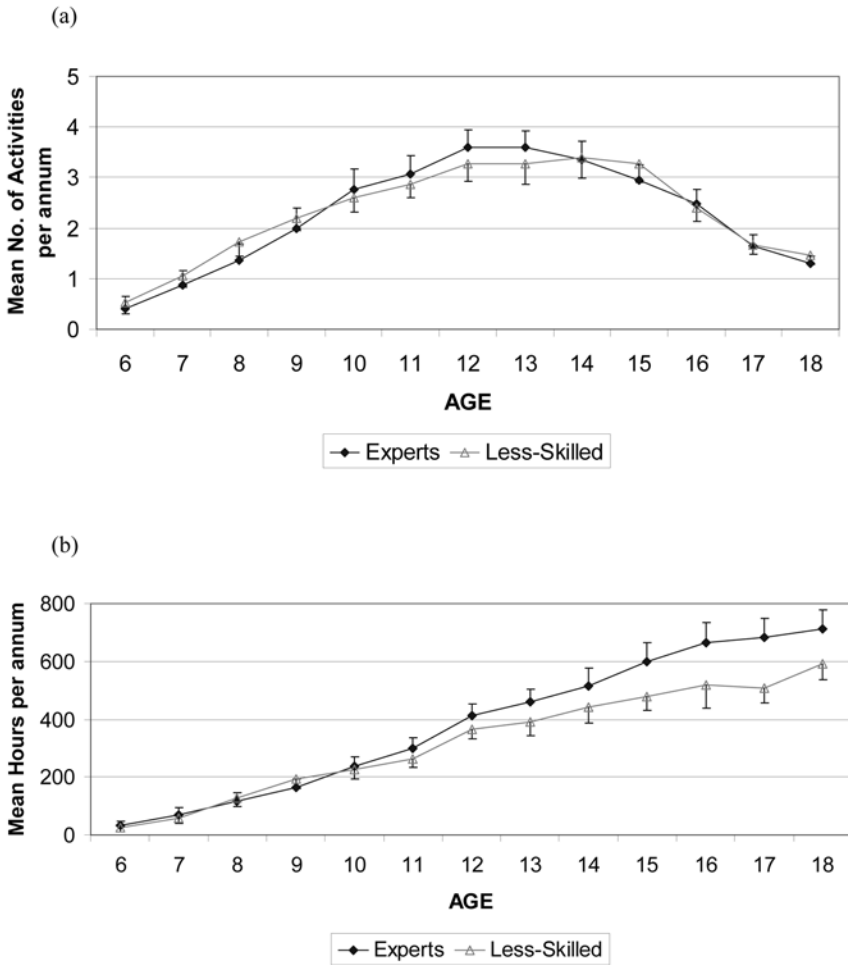 (a)
Mean No. of Activities
per annum
5
4
3
2
1
0
6 7 8 9 10 11 12 13 14 15 16 17 18
AGE
Experts Less-Skilled
(b)
Mean Hours per annum
800
600
400
200
0
6 7 8 9 10 11 12 13 14 15 16 17 18
AGE
Experts Less-Skilled